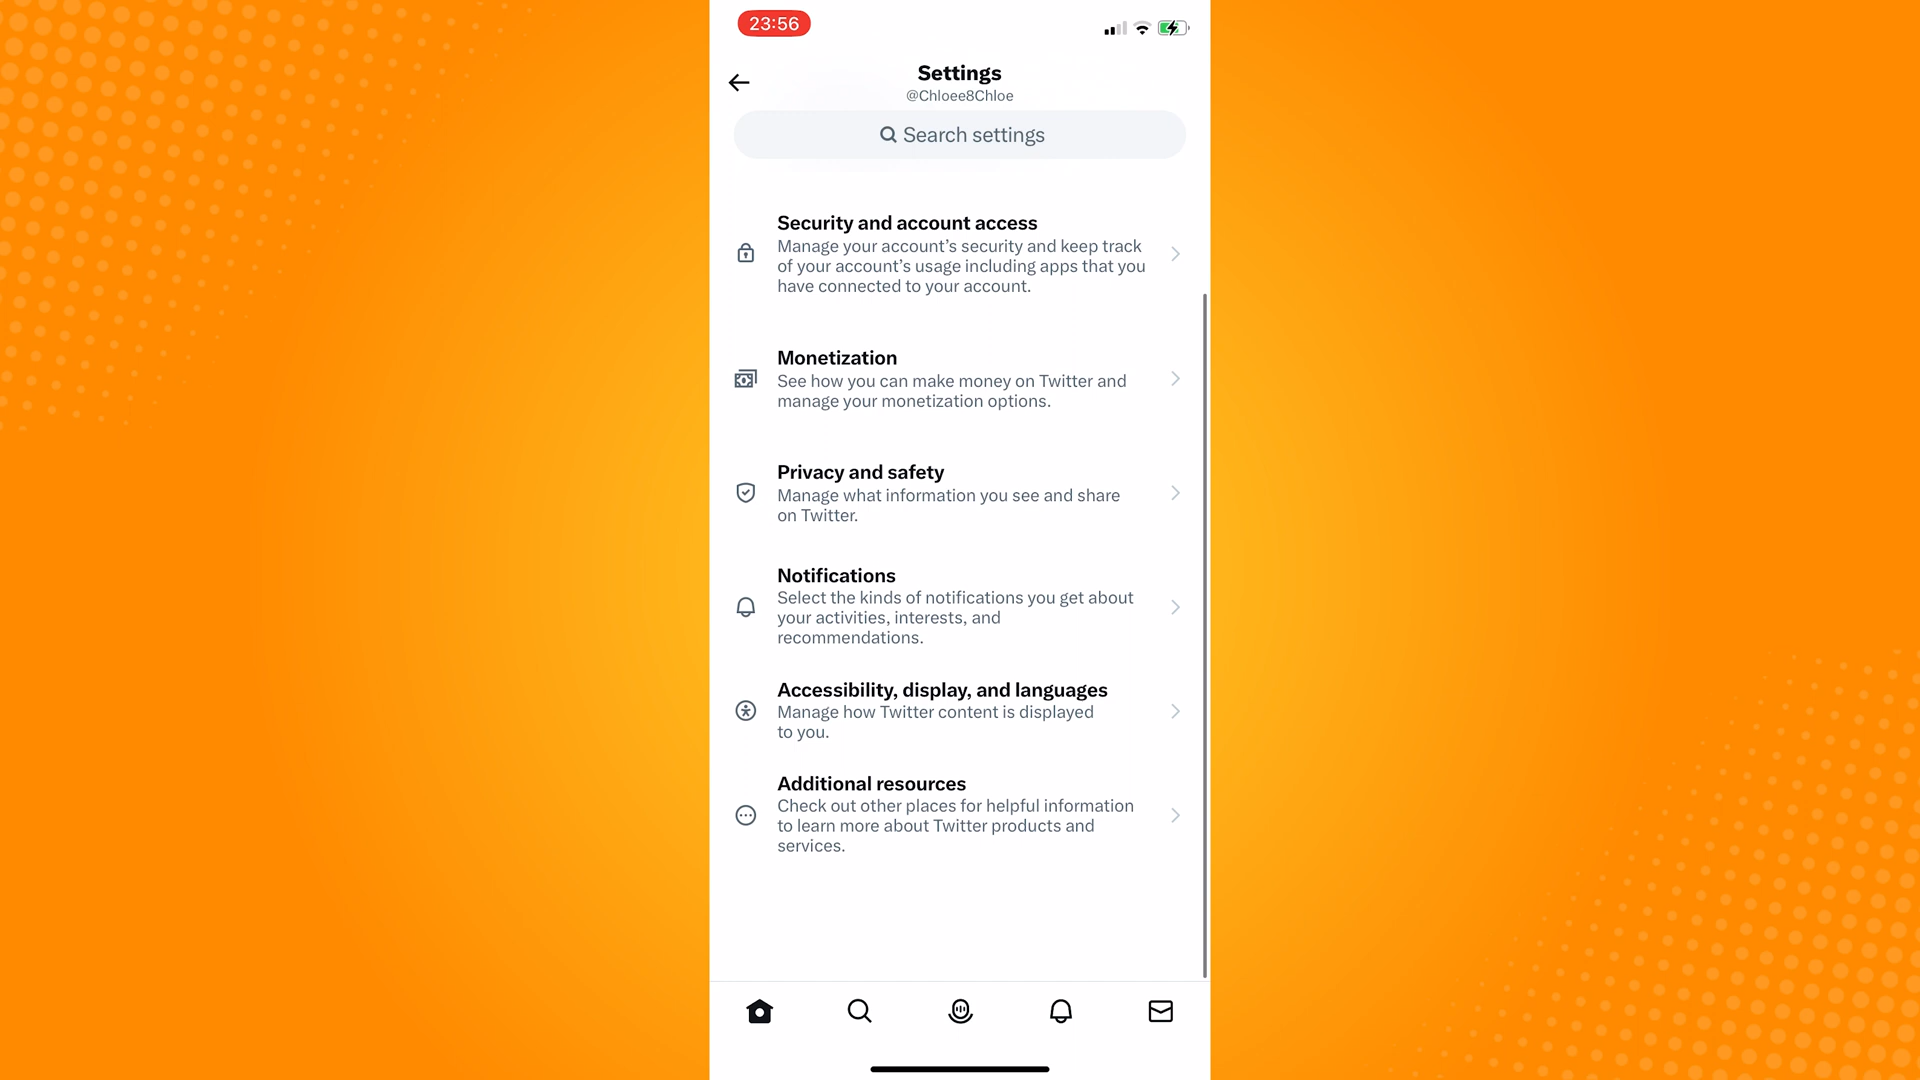 23:56
Settings
@Chloee8Chloe
Search settings
Security and account access
Manage your account’s security and keep track
of your account’s usage including apps that you
have connected to your account.
Monetization
See how you can make money on Twitter and
manage your monetization options.
Privacy and safety
Manage what information you see and share
on Twitter.
Notifications
Select the kinds of notifications you get about
your activities, interests, and
recommendations.
Accessibility, display, and languages
Manage how Twitter content is displayed
to you.
Additional resources
Check out other places for helpful information
to learn more about Twitter products and
services.